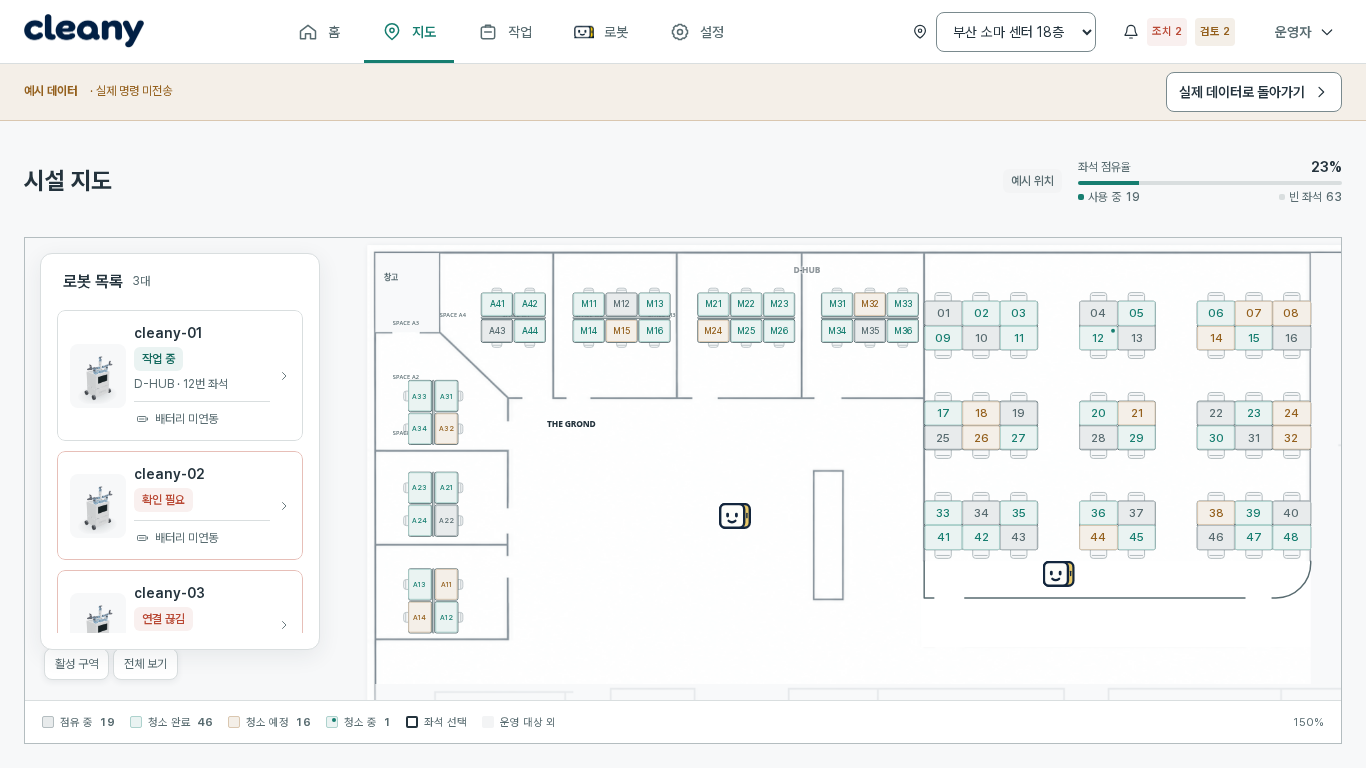 cleany
홈
지도
작업
로봇
설정
부산 소마 센터 18층
조치 2
검토 2
운영자
예시 데이터 · 실제 명령 미전송
실제 데이터로 돌아가기
시설 지도
예시 위치
좌석 점유율 23%
사용 중 19
빈 좌석 63
로봇 목록 3대
cleany-01
작업 중
D-HUB · 12번 좌석
배터리 미연동
cleany-02
확인 필요
배터리 미연동
cleany-03
연결 끊김
활성 구역
전체 보기
창고
D-HUB
SPACE A3
SPACE A4
A41 A42
A43 A44
M11 M12 M13
M14 M15 M16
M21 M22 M23
M24 M25 M26
M31 M32 M33
M34 M35 M36
SPACE A2
A33 A31
A34 A32
THE GROND
A23 A21
A24 A22
A13 A11
A14 A12
01 02 03
09 10 11
04 05
12 13
06 07 08
14 15 16
17 18 19
25 26 27
20 21
28 29
22 23 24
30 31 32
33 34 35
41 42 43
36 37
44 45
38 39 40
46 47 48
점유 중 19
청소 완료 46
청소 예정 16
청소 중 1
좌석 선택
운영 대상 외
150%